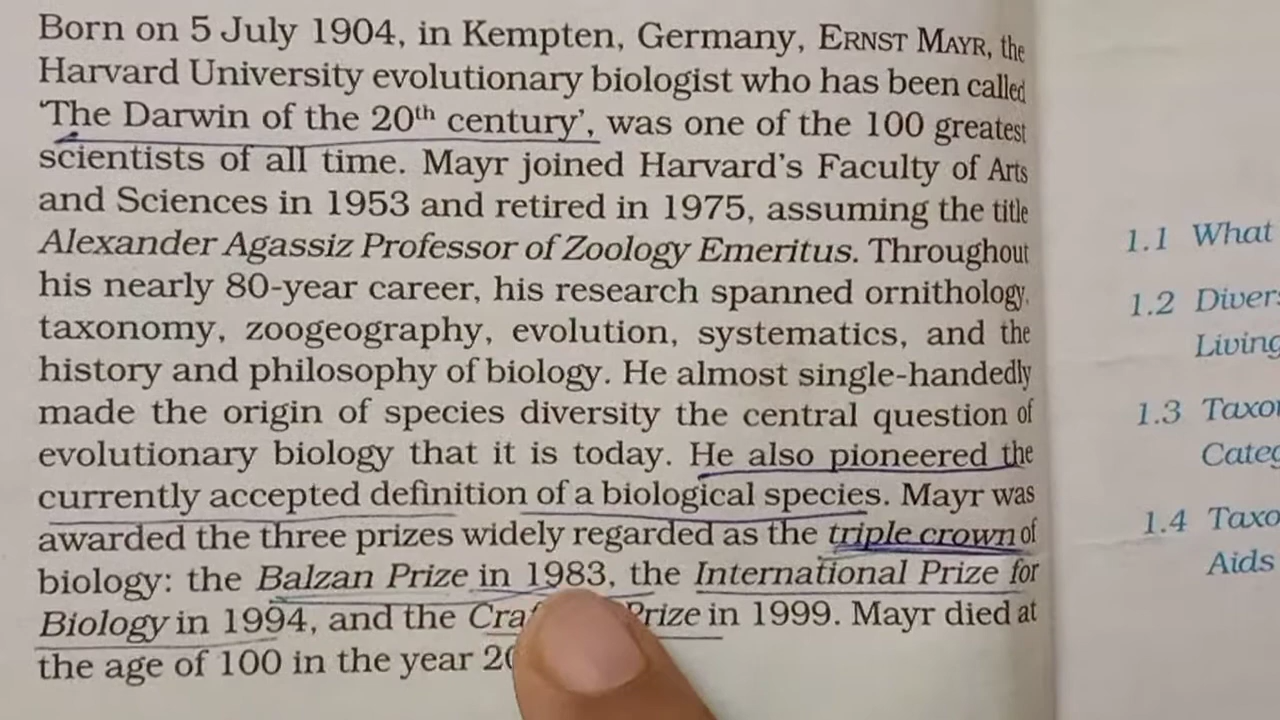 Born on 5 July 1904, in Kempten, Germany, ERNST MAYR, the
Harvard University evolutionary biologist who has been called
‘The Darwin of the 20th century’, was one of the 100 greatest
scientists of all time. Mayr joined Harvard’s Faculty of Arts
and Sciences in 1953 and retired in 1975, assuming the title
Alexander Agassiz Professor of Zoology Emeritus. Throughout
his nearly 80-year career, his research spanned ornithology,
taxonomy, zoogeography, evolution, systematics, and the
history and philosophy of biology. He almost single-handedly
made the origin of species diversity the central question of
evolutionary biology that it is today. He also pioneered the
currently accepted definition of a biological species. Mayr was
awarded the three prizes widely regarded as the triple crown of
biology: the Balzan Prize in 1983, the International Prize for
Biology in 1994, and the Prize in 1999. Mayr died at
the age of 100 in the year
1.1 What
1.2
Living
1.3
1.4
Aids